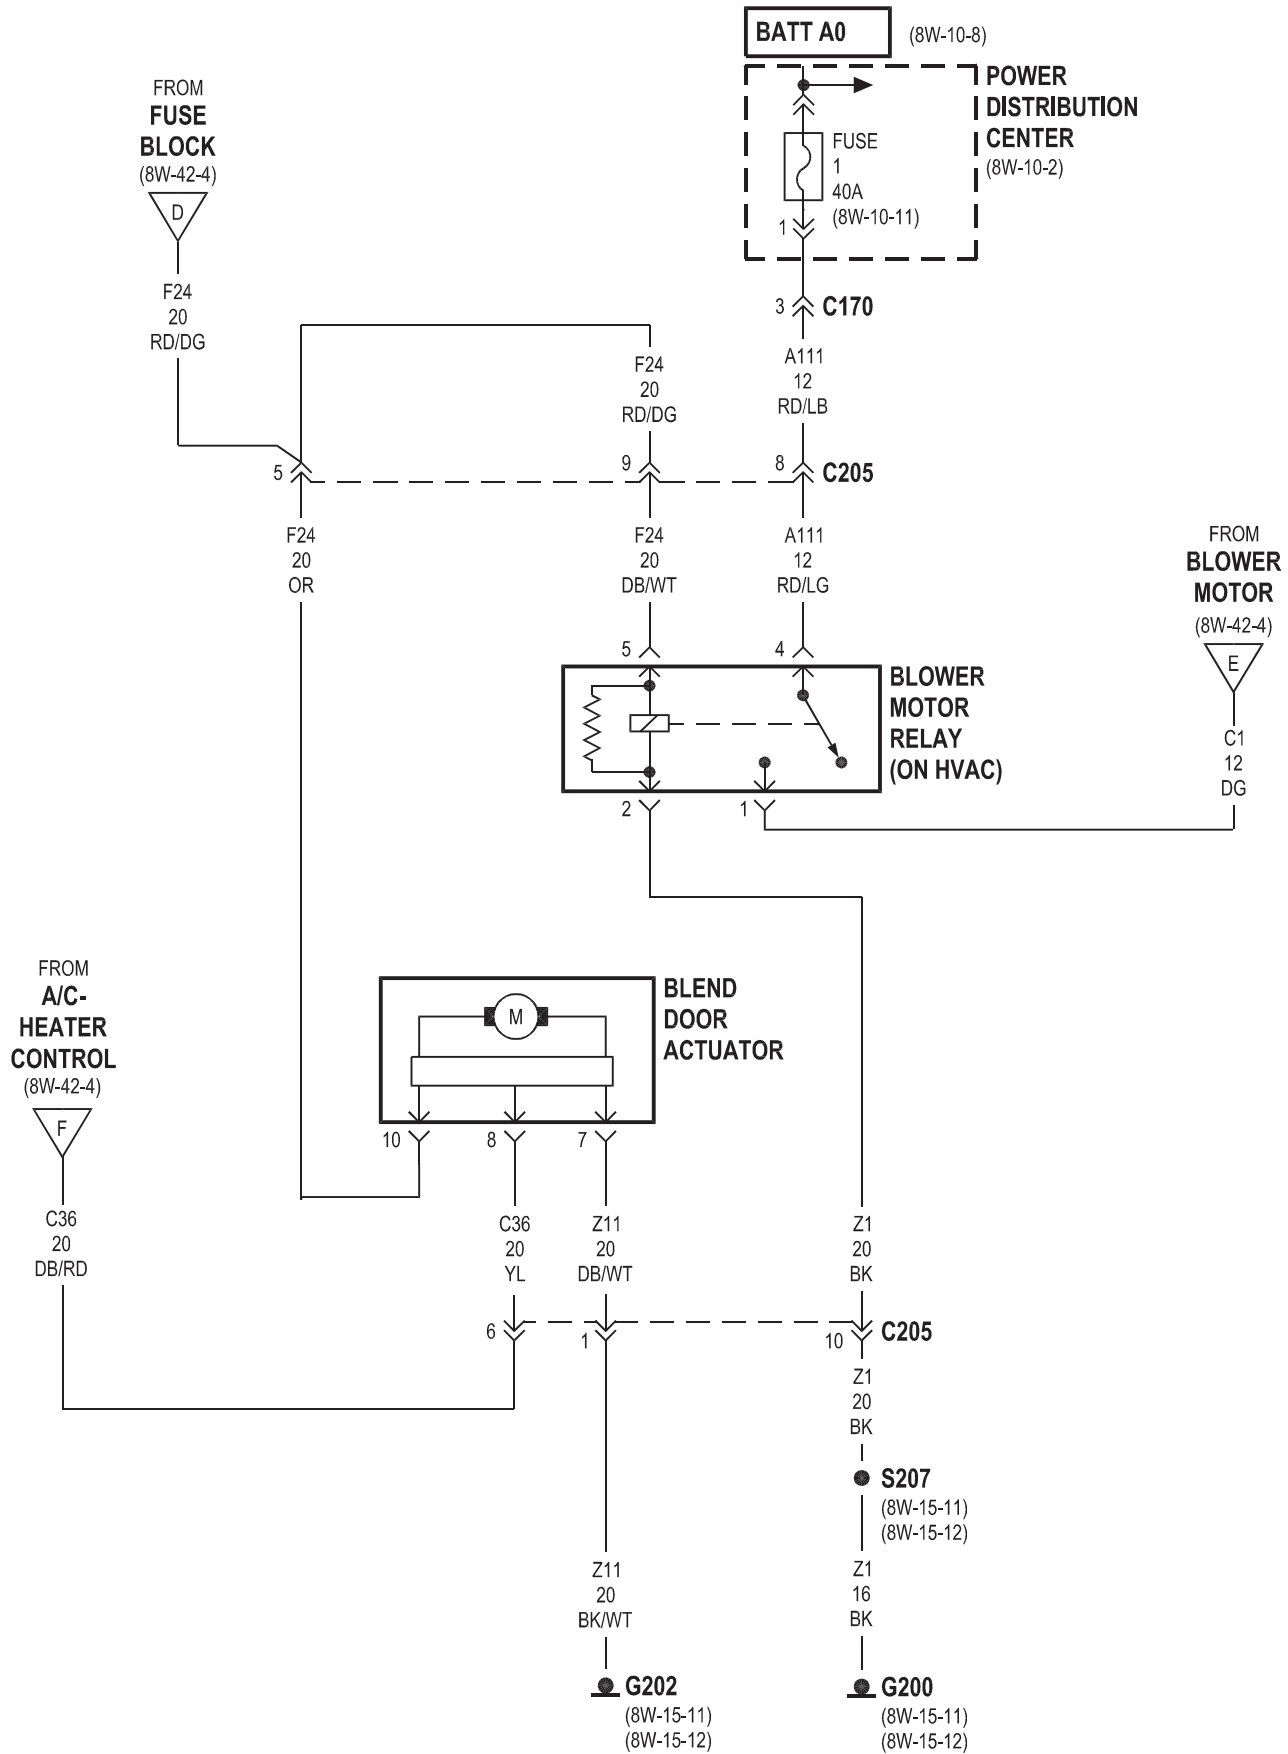 BATT A0
(8W-10-8)
POWER
DISTRIBUTION
CENTER
(8W-10-2)
FUSE
1
40A
(8W-10-11)
1
FROM
FUSE
BLOCK
(8W-42-4)
D
F24
20
RD/DG
3
C170
F24
20
RD/DG
A111
12
RD/LB
5
9
8
C205
F24
20
OR
F24
20
DB/WT
A111
12
RD/LG
FROM
BLOWER
MOTOR
(8W-42-4)
E
C1
12
DG
5
4
BLOWER
MOTOR
RELAY
(ON HVAC)
2
1
FROM
A/C-
HEATER
CONTROL
(8W-42-4)
F
C36
20
DB/RD
M
BLEND
DOOR
ACTUATOR
10
8
7
C36
20
YL
Z11
20
DB/WT
Z1
20
BK
6
1
10
C205
Z1
20
BK
S207
(8W-15-11)
(8W-15-12)
Z11
20
BK/WT
Z1
16
BK
G202
(8W-15-11)
(8W-15-12)
G200
(8W-15-11)
(8W-15-12)